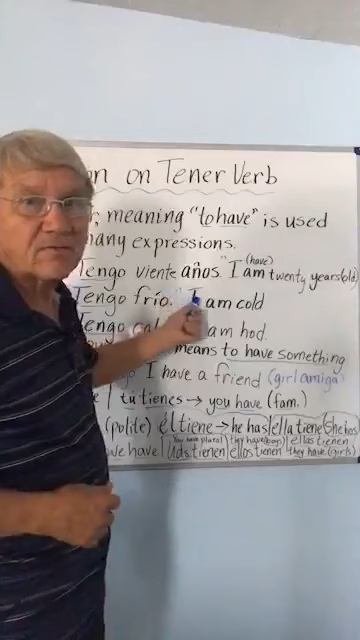 on Tener Verb
meaning "to have" is used
many expressions.
(have)
Tengo viente años. I am twenty years (old)
Tengo frío. I am cold
Tengo am hod.
means to have something
I have a friend (girl amiga)
tú tienes → you have (fam.)
(polite) él tiene → he has ella tiene She has
You have plural they have (boys) ellas tienen
we have Uds tienen ellos tienen they have (girls)